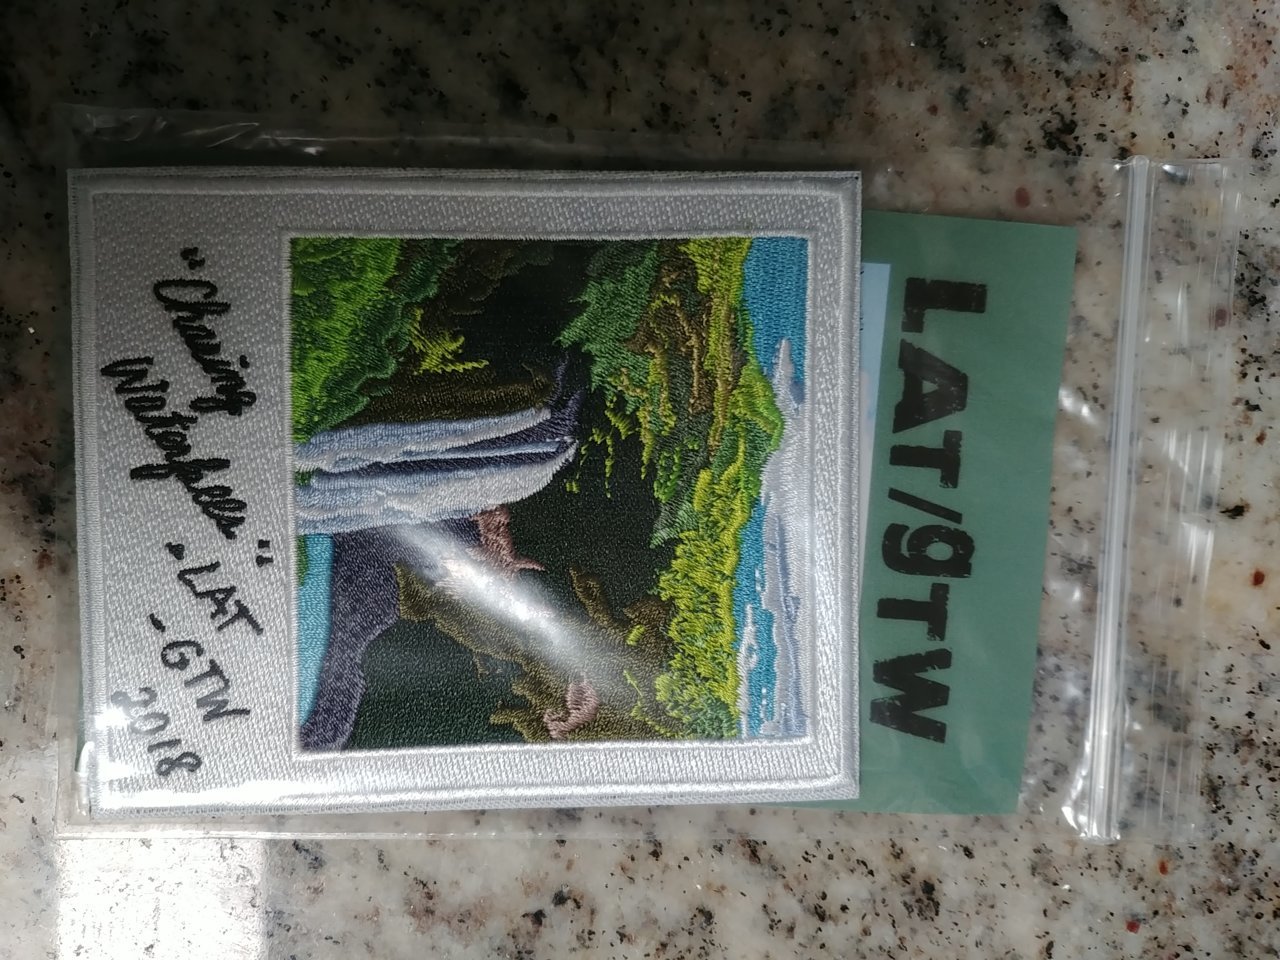 LAT/gTW
"Chasing
Waterfalls"
- LAT
- GTW
2018